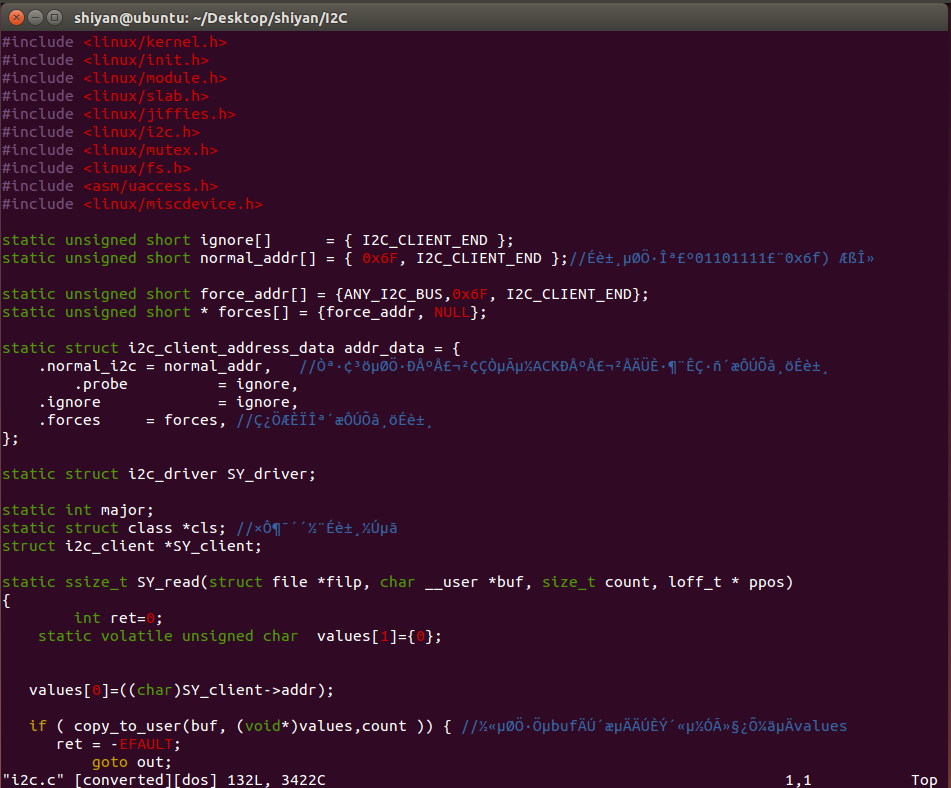 shiyan@ubuntu: ~/Desktop/shiyan/I2C
#include <linux/kernel.h>
#include <linux/init.h>
#include <linux/module.h>
#include <linux/slab.h>
#include <linux/jiffies.h>
#include <linux/i2c.h>
#include <linux/mutex.h>
#include <linux/fs.h>
#include <asm/uaccess.h>
#include <linux/miscdevice.h>
static unsigned short ignore[]      = { I2C_CLIENT_END };
static unsigned short normal_addr[] = { 0x6F, I2C_CLIENT_END };//Éè±¸µØÖ·Îª£º01101111£¨0x6f) ÆßÎ»
static unsigned short force_addr[] = {ANY_I2C_BUS,0x6F, I2C_CLIENT_END};
static unsigned short * forces[] = {force_addr, NULL};
static struct i2c_client_address_data addr_data = {
    .normal_i2c = normal_addr,   //Òª·¢³öµØÖ·ÐÅºÅ£¬²¢ÇÒµÃµ½ACKÐÅºÅ£¬²ÅÄÜÈ·¶¨ÊÇ·ñ´æÔÚÕâ¸öÉè±¸
        .probe          = ignore,
    .ignore             = ignore,
    .forces     = forces, //Ç¿ÖÆÈÏÎª´æÔÚÕâ¸öÉè±¸
};
static struct i2c_driver SY_driver;
static int major;
static struct class *cls; //×Ô¶¯´´½¨Éè±¸½Úµã
struct i2c_client *SY_client;
static ssize_t SY_read(struct file *filp, char __user *buf, size_t count, loff_t * ppos)
{
        int ret=0;
    static volatile unsigned char  values[1]={0};
   values[0]=((char)SY_client->addr);
   if ( copy_to_user(buf, (void*)values,count )) { //½«µØÖ·ÖµbufÄÚ´æµÄÄÚÈÝ´«µ½ÓÃ»§¿Õ¼äµÄvalues
      ret = -EFAULT;
          goto out;
"i2c.c" [converted][dos] 132L, 3422C                                                   1,1           Top